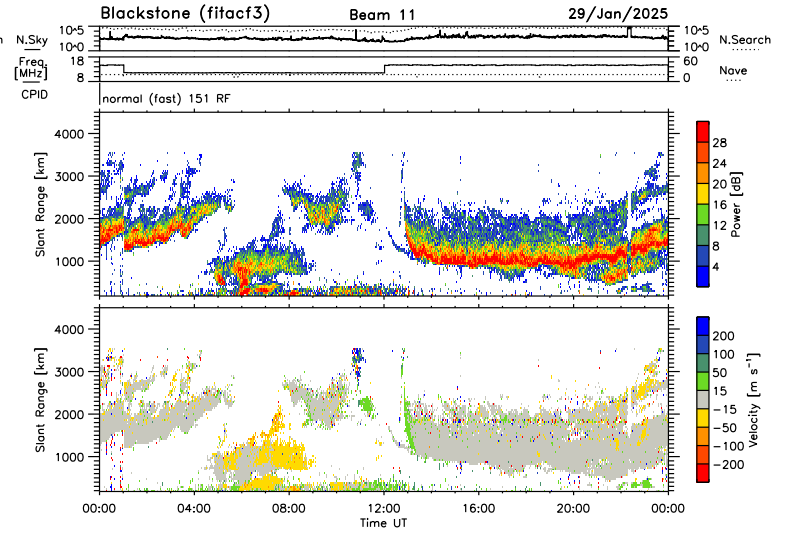 Blackstone (fitacf3) Beam 11 29/Jan/2025
n N.Sky 10^5 10^5 N.Search
10^0 10^0
Freq. 18 60
[MHz] 8 0 Nave
CPID normal (fast) 151 RF
Slant Range [km]
4000
3000
2000
1000
28
24
20
16
12
8
4
Power [dB]
Slant Range [km]
4000
3000
2000
1000
200
100
50
15
-15
-50
-100
-200
Velocity [m s⁻¹]
00:00 04:00 08:00 12:00 16:00 20:00 00:00
Time UT